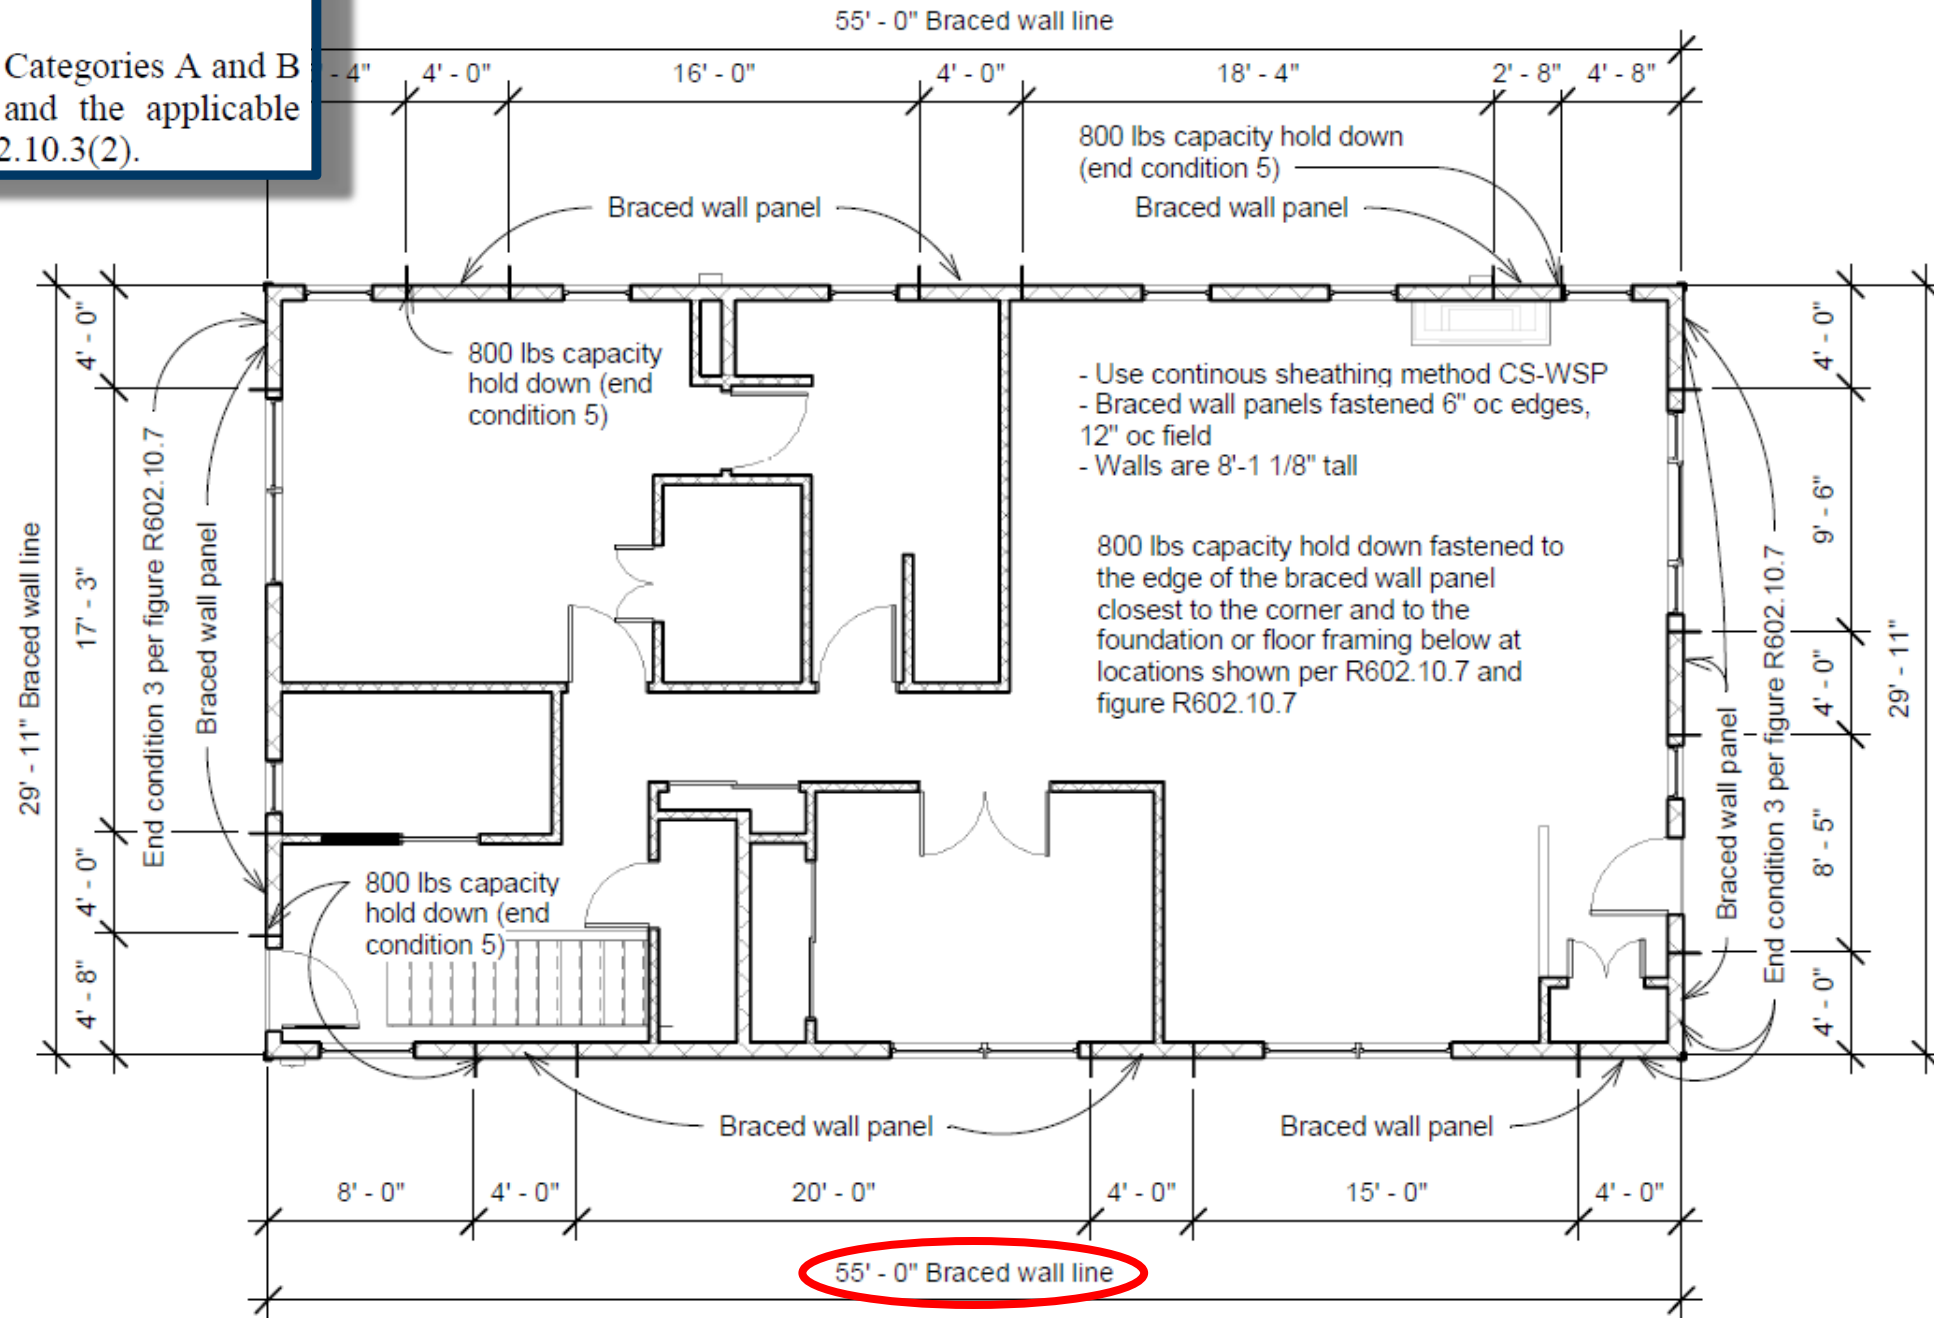 55' - 0" Braced wall line
Categories A and B
and the applicable
2.10.3(2).
- 4"
4' - 0"
16' - 0"
4' - 0"
18' - 4"
2' - 8"
4' - 8"
800 lbs capacity hold down
(end condition 5)
Braced wall panel
Braced wall panel
4' - 0"
17' - 3"
4' - 0"
4' - 8"
29' - 11" Braced wall line
End condition 3 per figure R602.10.7
Braced wall panel
800 lbs capacity
hold down (end
condition 5)
- Use continous sheathing method CS-WSP
- Braced wall panels fastened 6" oc edges,
12" oc field
- Walls are 8'-1 1/8" tall
800 lbs capacity hold down fastened to
the edge of the braced wall panel
closest to the corner and to the
foundation or floor framing below at
locations shown per R602.10.7 and
figure R602.10.7
800 lbs capacity
hold down (end
condition 5)
Braced wall panel
End condition 3 per figure R602.10.7
4' - 0"
9' - 6"
4' - 0"
8' - 5"
4' - 0"
29' - 11"
Braced wall panel
Braced wall panel
8' - 0"
4' - 0"
20' - 0"
4' - 0"
15' - 0"
4' - 0"
55' - 0" Braced wall line